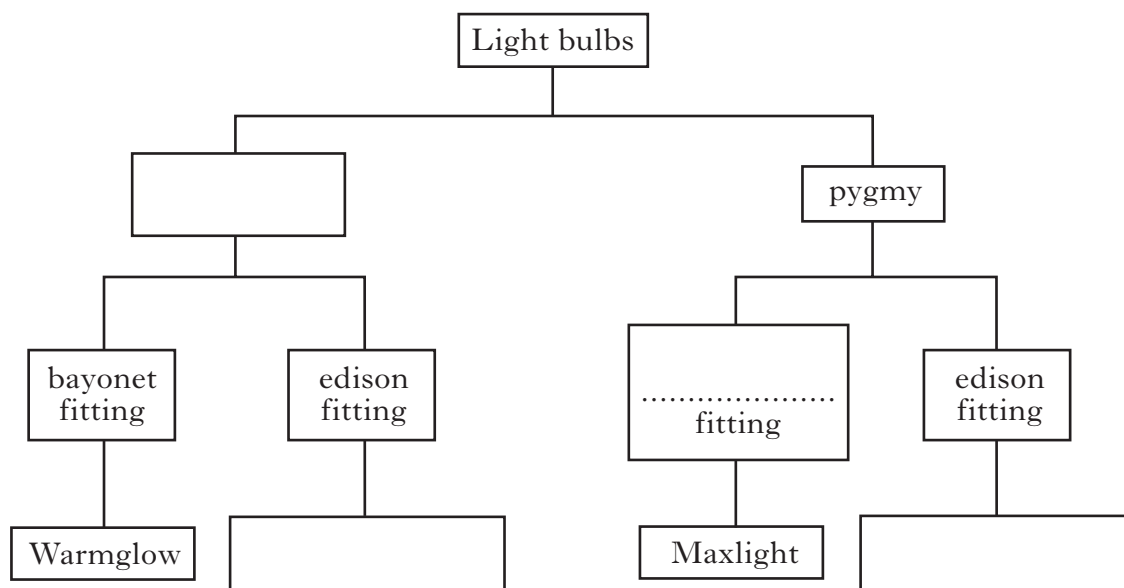 Light bulbs
pygmy
bayonet
fitting
edison
fitting
.....................
fitting
edison
fitting
Warmglow
Maxlight